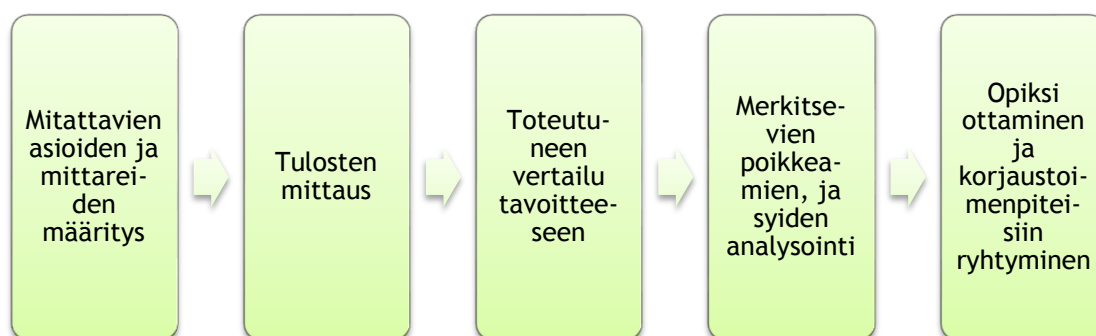 Mitattavien
asioiden ja
mittarei-
den
määritys
Tulosten
mittaus
Toteutu-
neen
vertailu
tavoittee-
seen
Merkitse-
vien
poikkea-
mien, ja
syiden
analysointi
Opiksi
ottaminen
ja
korjaustoi-
menpitei-
siin
ryhtyminen